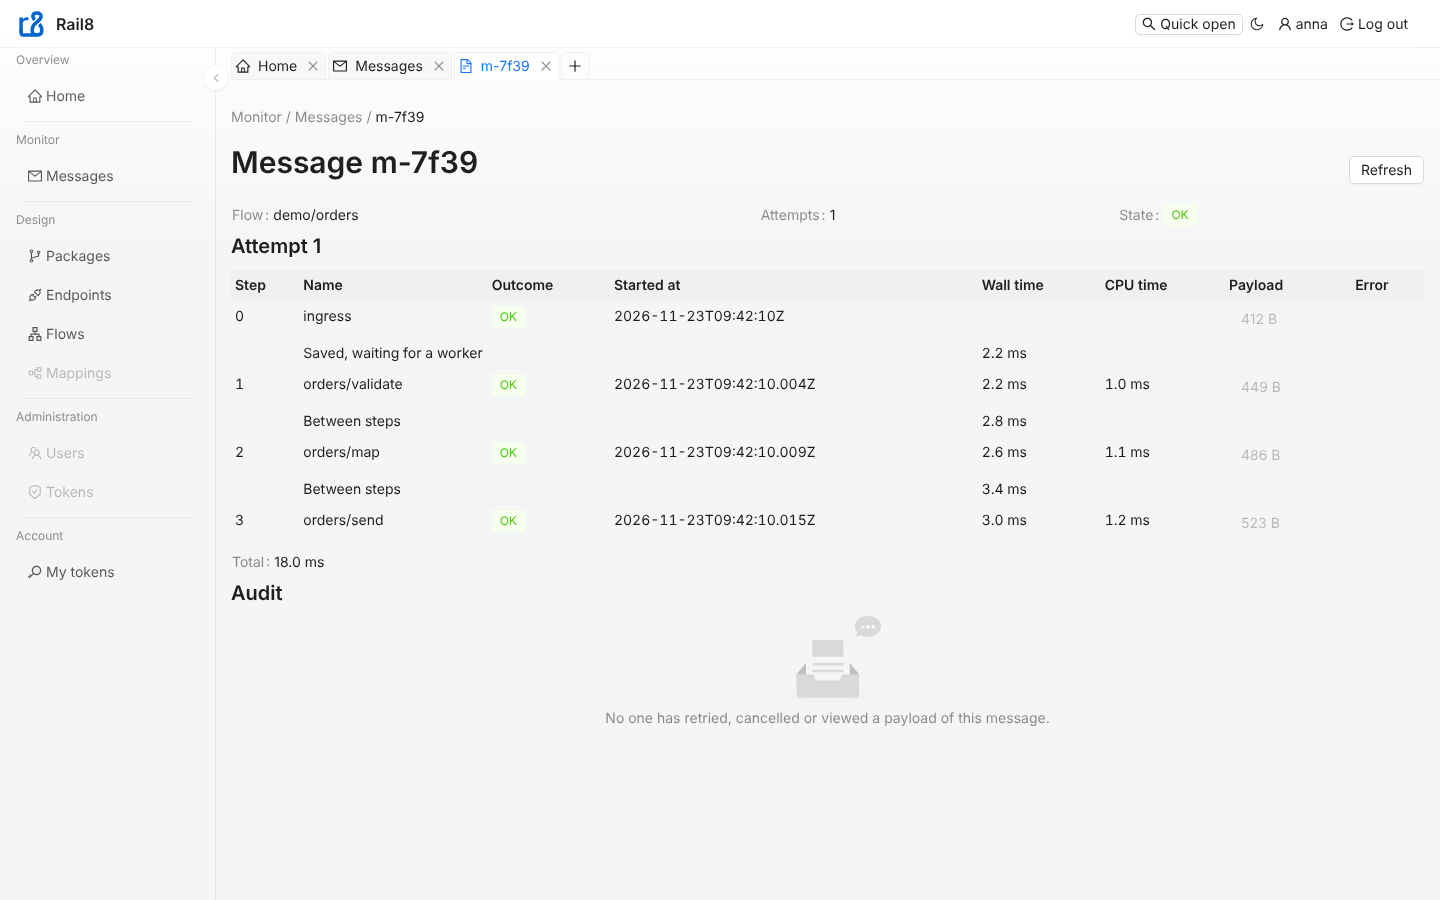 r8 Rail8
Quick open anna Log out
Overview
Home
Monitor
Messages
Design
Packages
Endpoints
Flows
Mappings
Administration
Users
Tokens
Account
My tokens
Home Messages m-7f39
Monitor / Messages / m-7f39
Message m-7f39
Refresh
Flow: demo/orders Attempts: 1 State: OK
Attempt 1
Step Name Outcome Started at Wall time CPU time Payload Error
0 ingress OK 2026-11-23T09:42:10Z 412 B
Saved, waiting for a worker 2.2 ms
1 orders/validate OK 2026-11-23T09:42:10.004Z 2.2 ms 1.0 ms 449 B
Between steps 2.8 ms
2 orders/map OK 2026-11-23T09:42:10.009Z 2.6 ms 1.1 ms 486 B
Between steps 3.4 ms
3 orders/send OK 2026-11-23T09:42:10.015Z 3.0 ms 1.2 ms 523 B
Total: 18.0 ms
Audit
No one has retried, cancelled or viewed a payload of this message.